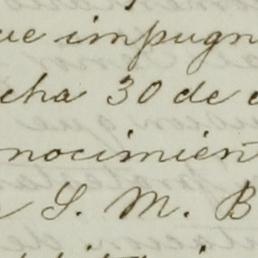 ue impugn
cha 30 de
nocimien
S. M. B